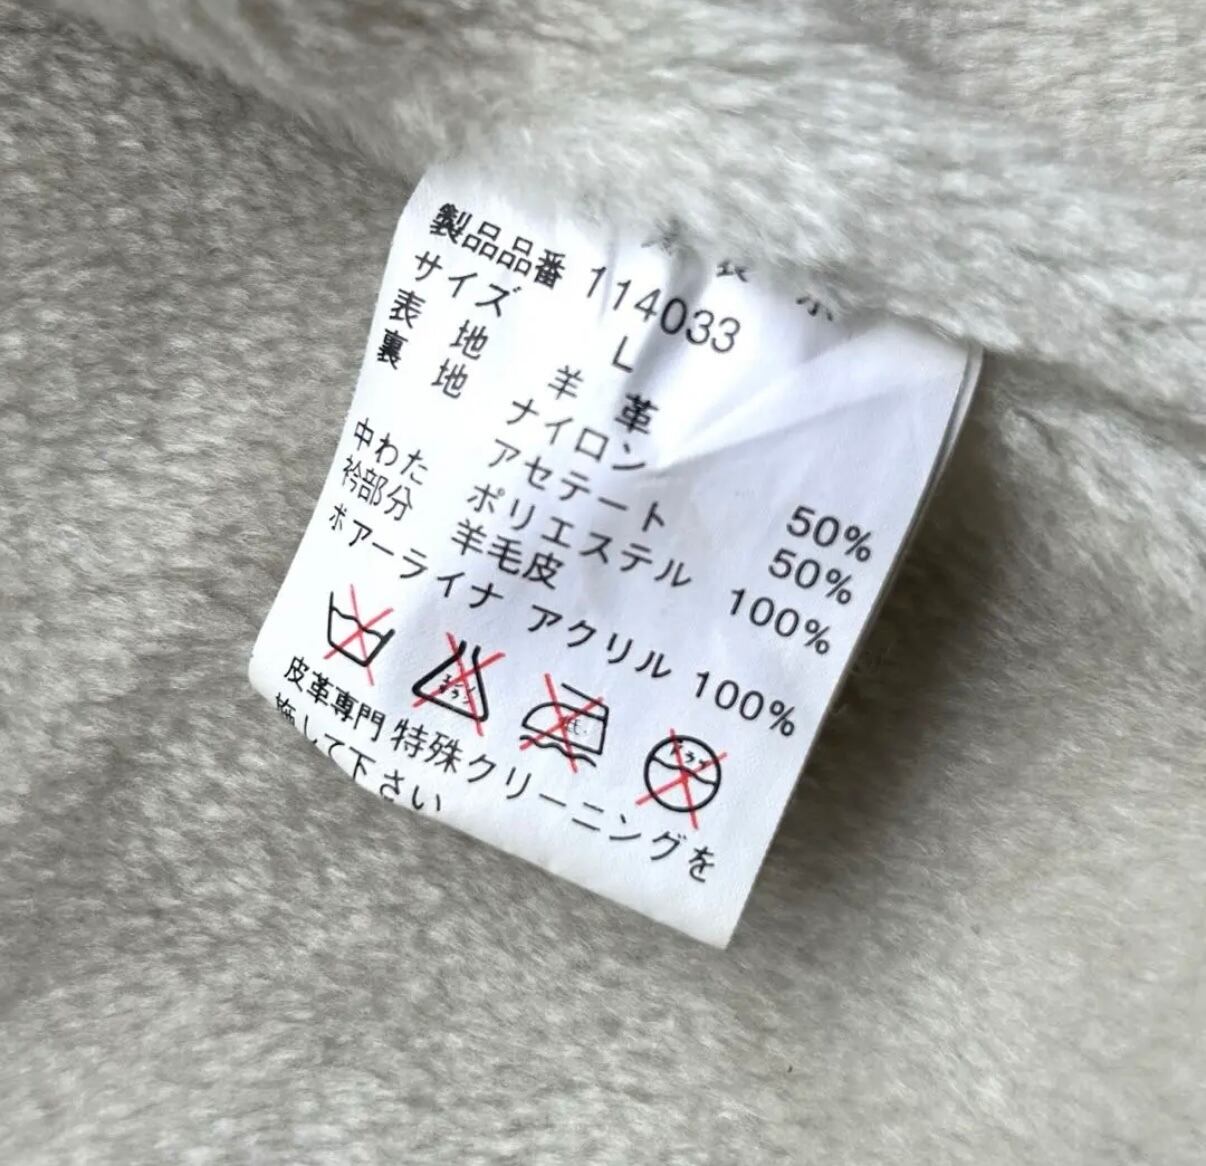 製品品番 114033
サイズ L
表 地 羊 革
裏 地 ナイロン 50%
アセテート 50%
中わた ポリエステル 100%
衿部分 羊毛皮
ボアーライナ アクリル 100%
皮革専門 特殊クリーニングを
施して下さい